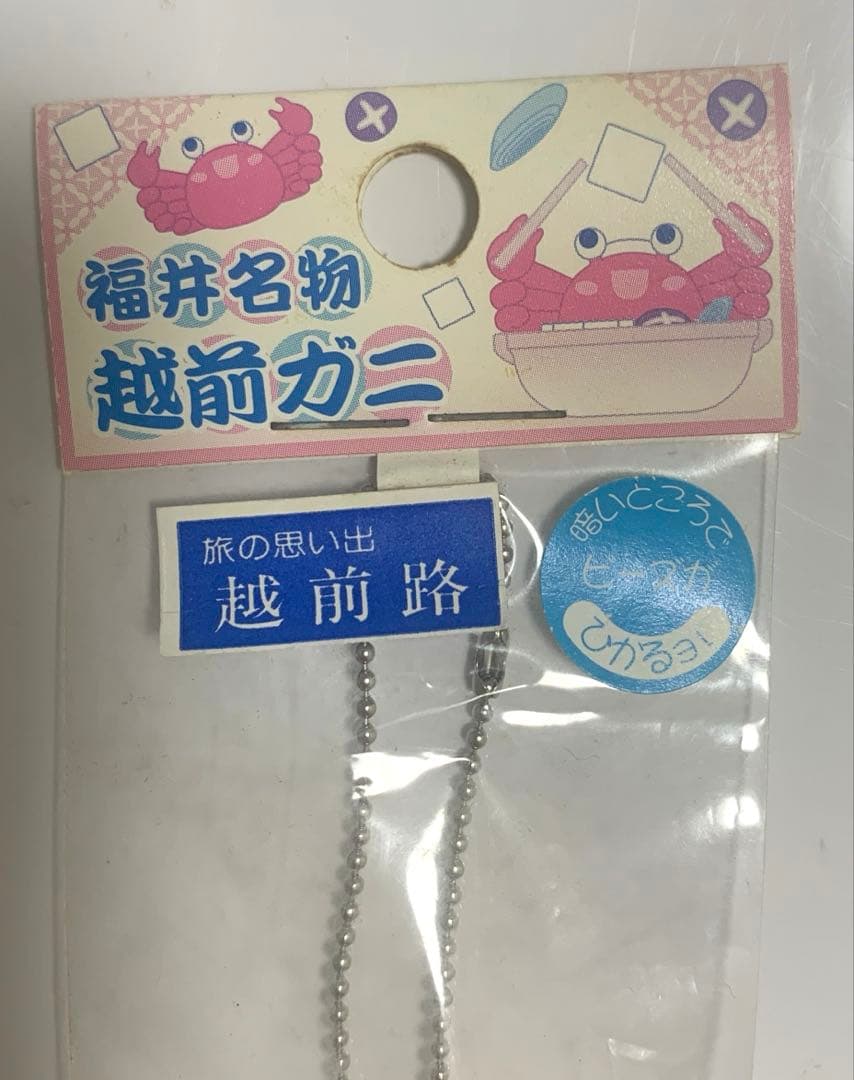 福井名物
越前ガニ
旅の思い出
越前路
暗いところで
ビーズが
ひかるヨ!